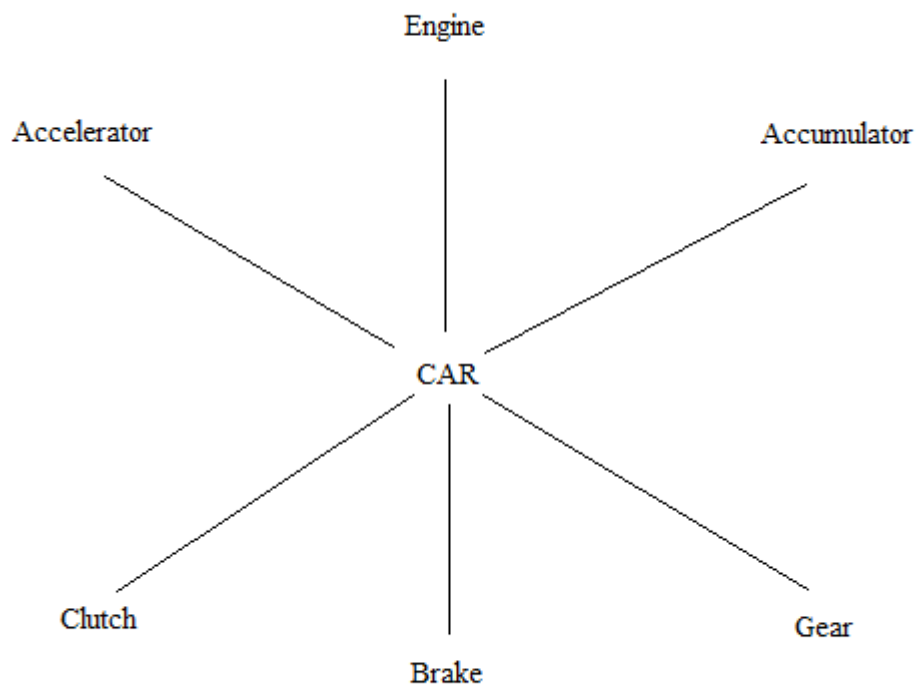 Engine
Accelerator
Accumulator
CAR
Clutch
Gear
Brake